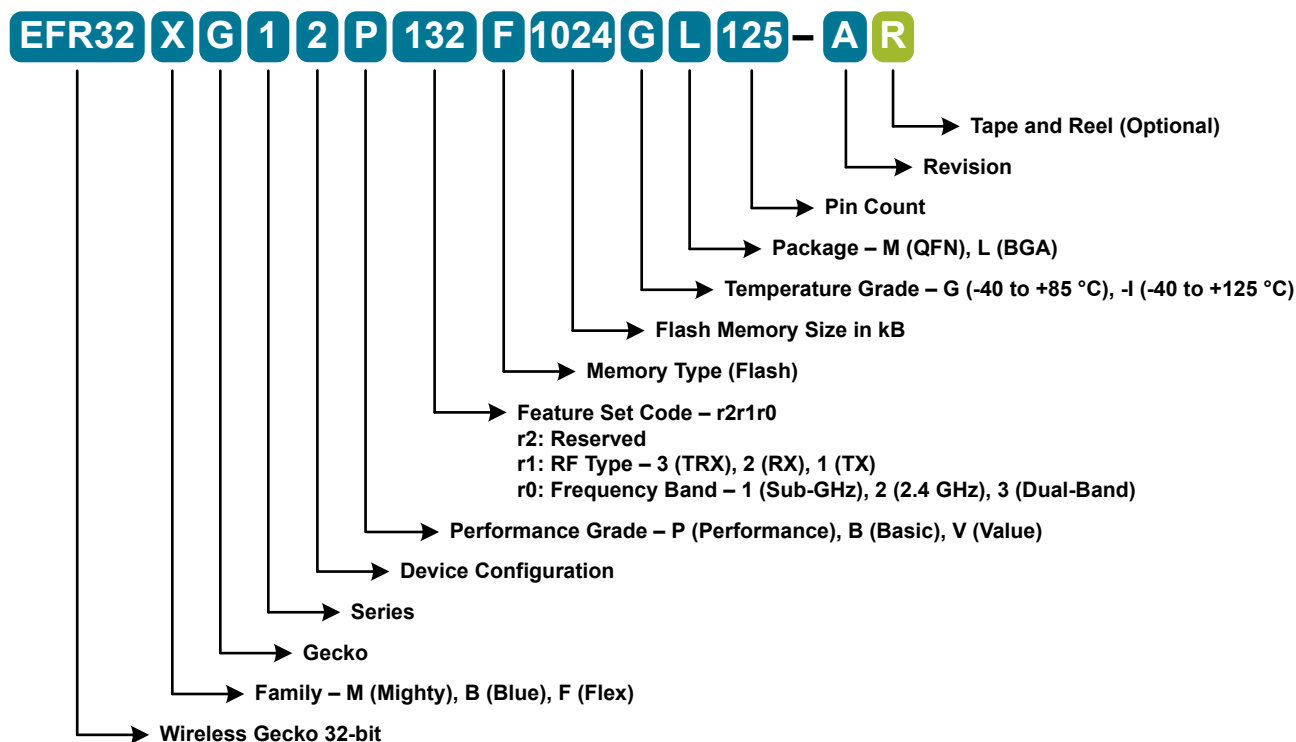 EFR32 X G 1 2 P 132 F 1024 G L 125 – A R
Tape and Reel (Optional)
Revision
Pin Count
Package – M (QFN), L (BGA)
Temperature Grade – G (-40 to +85 °C), -I (-40 to +125 °C)
Flash Memory Size in kB
Memory Type (Flash)
Feature Set Code – r2r1r0
r2: Reserved
r1: RF Type – 3 (TRX), 2 (RX), 1 (TX)
r0: Frequency Band – 1 (Sub-GHz), 2 (2.4 GHz), 3 (Dual-Band)
Performance Grade – P (Performance), B (Basic), V (Value)
Device Configuration
Series
Gecko
Family – M (Mighty), B (Blue), F (Flex)
Wireless Gecko 32-bit